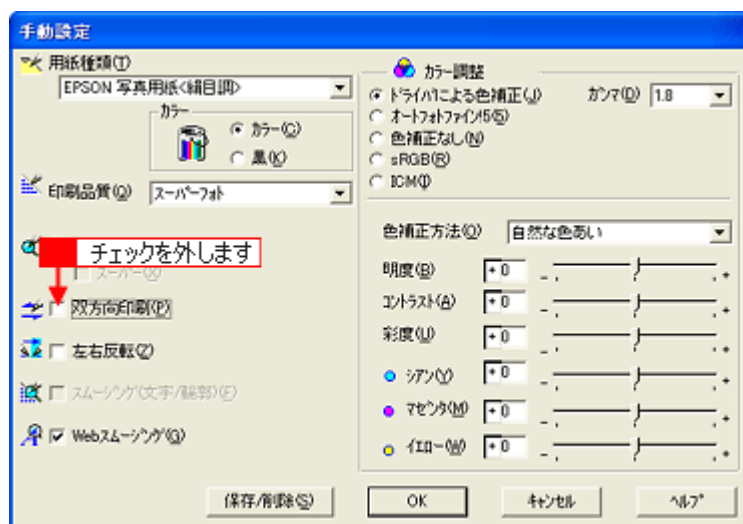 手動設定
用紙種類(T)
EPSON 写真用紙<絹目調>
カラー
カラー(C)
黒(K)
印刷品質(Q)
スーパーフォト
チェックを外します
スーパー(X)
双方向印刷(P)
左右反転(Z)
スムージング(文字/輪郭)(F)
Webスムージング(G)
カラー調整
ドライバによる色補正(J)
ガンマ(D)
1.8
オートフォトファイン!5(5)
色補正なし(N)
sRGB(R)
ICM(I)
色補正方法(O)
自然な色あい
明度(B)
+ 0
- +
コントラスト(A)
+ 0
- +
彩度(U)
+ 0
- +
シアン(Y)
+ 0
- +
マゼンタ(M)
+ 0
- +
イエロー(W)
+ 0
- +
保存/削除(S)
OK
キャンセル
ヘルプ